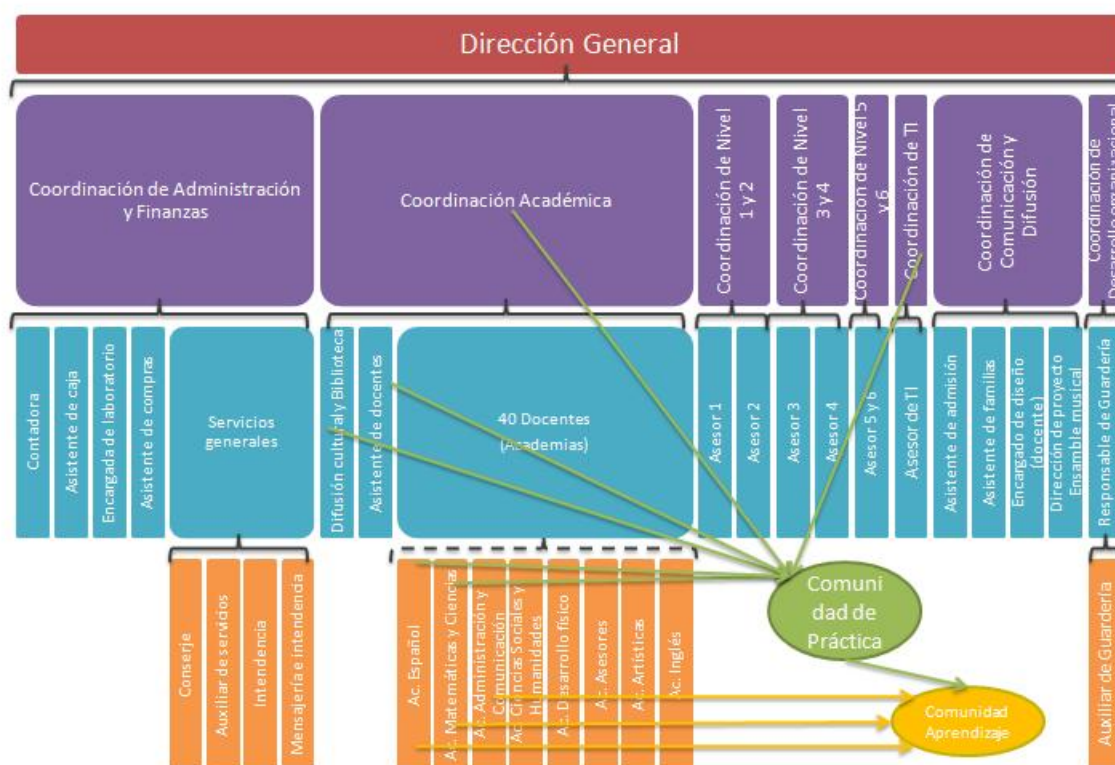 Dirección General
Coordinación de Administración
y Finanzas
Coordinación Académica
Coordinación de Nivel
1 y 2
Coordinación de Nivel
3 y 4
Coordinación de Nivel 5
y 6
Coordinación de TI
Coordinación de
Comunicación y
Difusión
Coordinación de
Desarrollo
Contadora
Asistente de caja
Encargada de laboratorio
Asistente de compras
Servicios
generales
Difusión cultural y Biblioteca
Asistente de docentes
40 Docentes
(Academias)
Asesor 1
Asesor 2
Asesor 3
Asesor 4
Asesor 5 y 6
Asesor de TI
Asistente de admisión
Asistente de familias
Encargado de diseño
(docente)
Dirección de proyecto
Ensamble musical
Responsable de Guardería
Conserje
Auxiliar de servicios
Intendencia
Mensajería e intendencia
Ac. Español
Ac. Matemáticas y Ciencias
Ac. Administración y
Comunicación
Ac. Ciencias Sociales y
Humanidades
Ac. Desarrollo físico
Ac. Asesores
Ac. Artísticas
Ac. Inglés
Auxiliar de Guardería
Comuni
dad de
Práctica
Comunidad
Aprendizaje